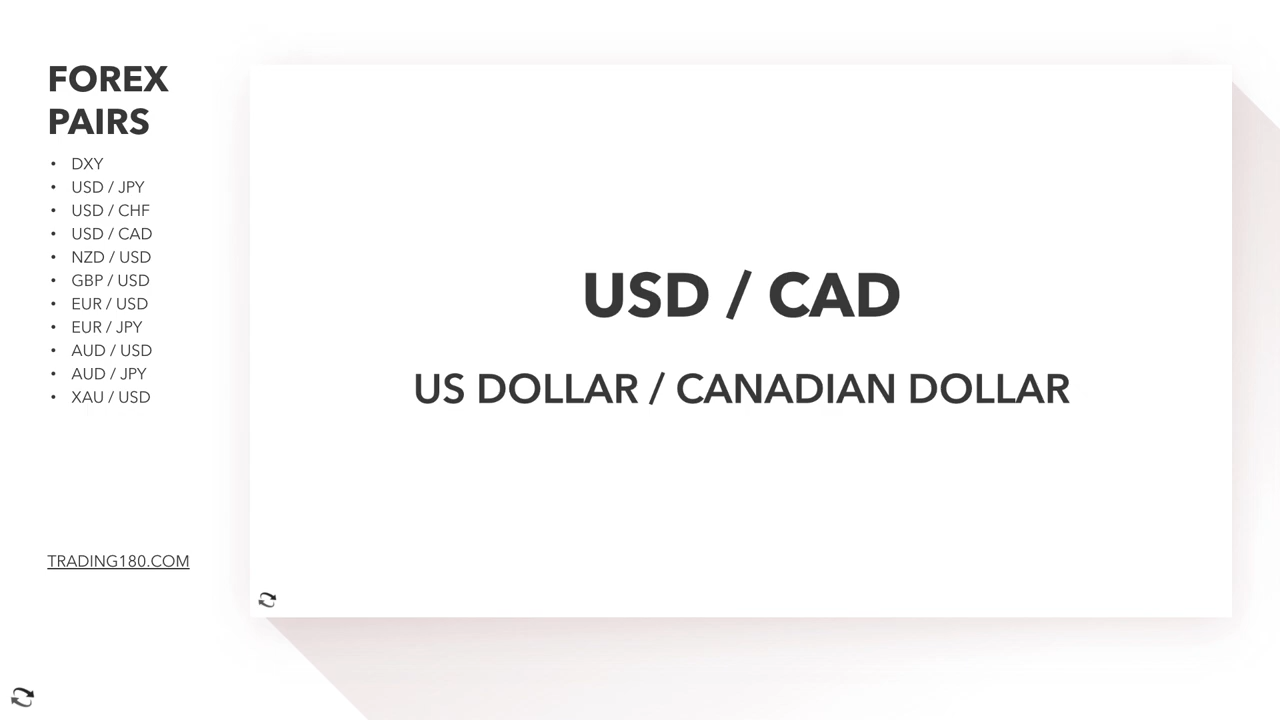 FOREX
PAIRS
• DXY
• USD / JPY
• USD / CHF
• USD / CAD
• NZD / USD
• GBP / USD
• EUR / USD
• EUR / JPY
• AUD / USD
• AUD / JPY
• XAU / USD
TRADING180.COM
USD / CAD
US DOLLAR / CANADIAN DOLLAR